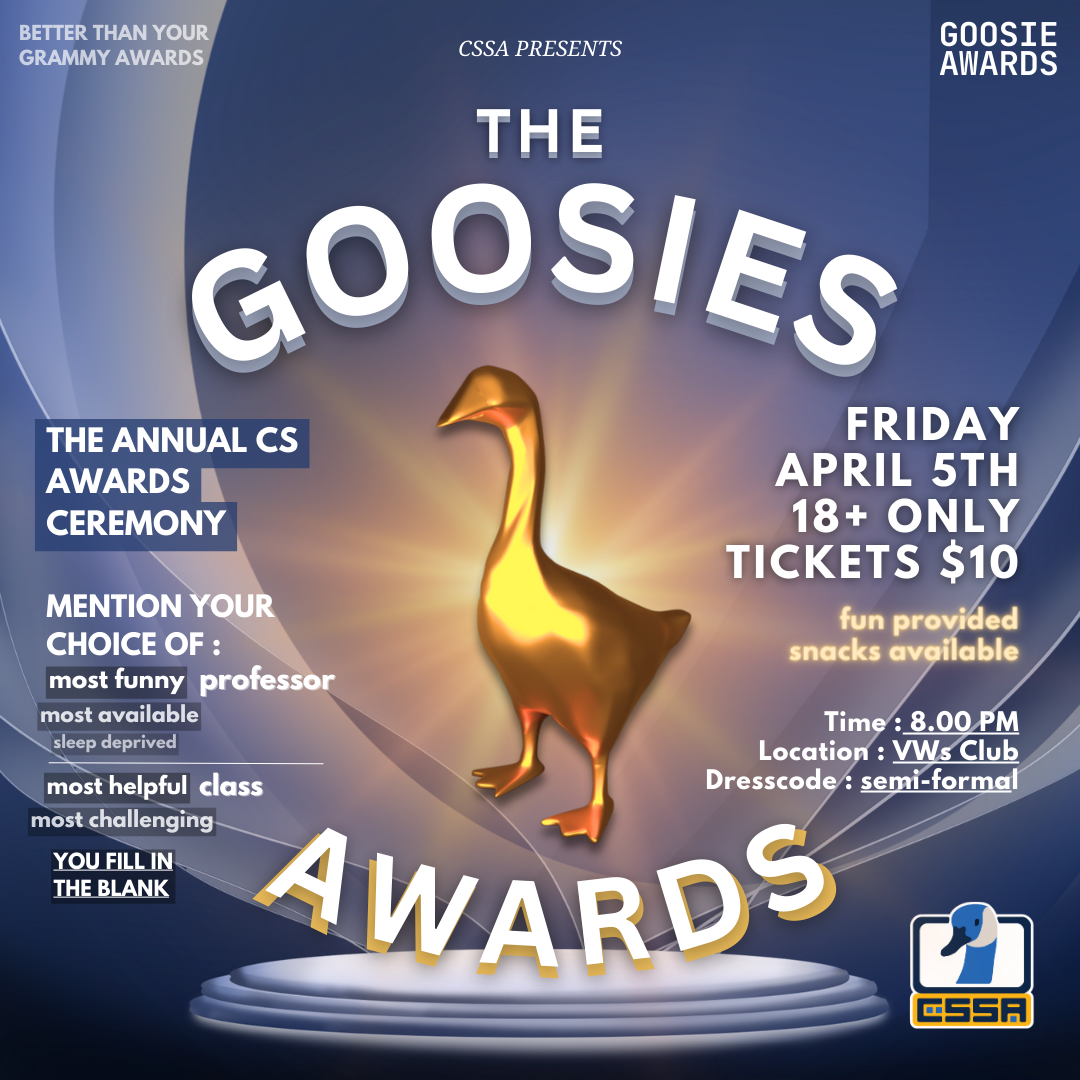 BETTER THAN YOUR
GRAMMY AWARDS
CSSA PRESENTS
GOOSIE
AWARDS
THE
GOOSIES
THE ANNUAL CS
AWARDS
CEREMONY
MENTION YOUR
CHOICE OF :
most funny professor
most available
sleep deprived
most helpful class
most challenging
YOU FILL IN
THE BLANK
FRIDAY
APRIL 5TH
18+ ONLY
TICKETS $10
fun provided
snacks available
Time : 8.00 PM
Location : VWs Club
Dresscode : semi-formal
AWARDS
CSSA